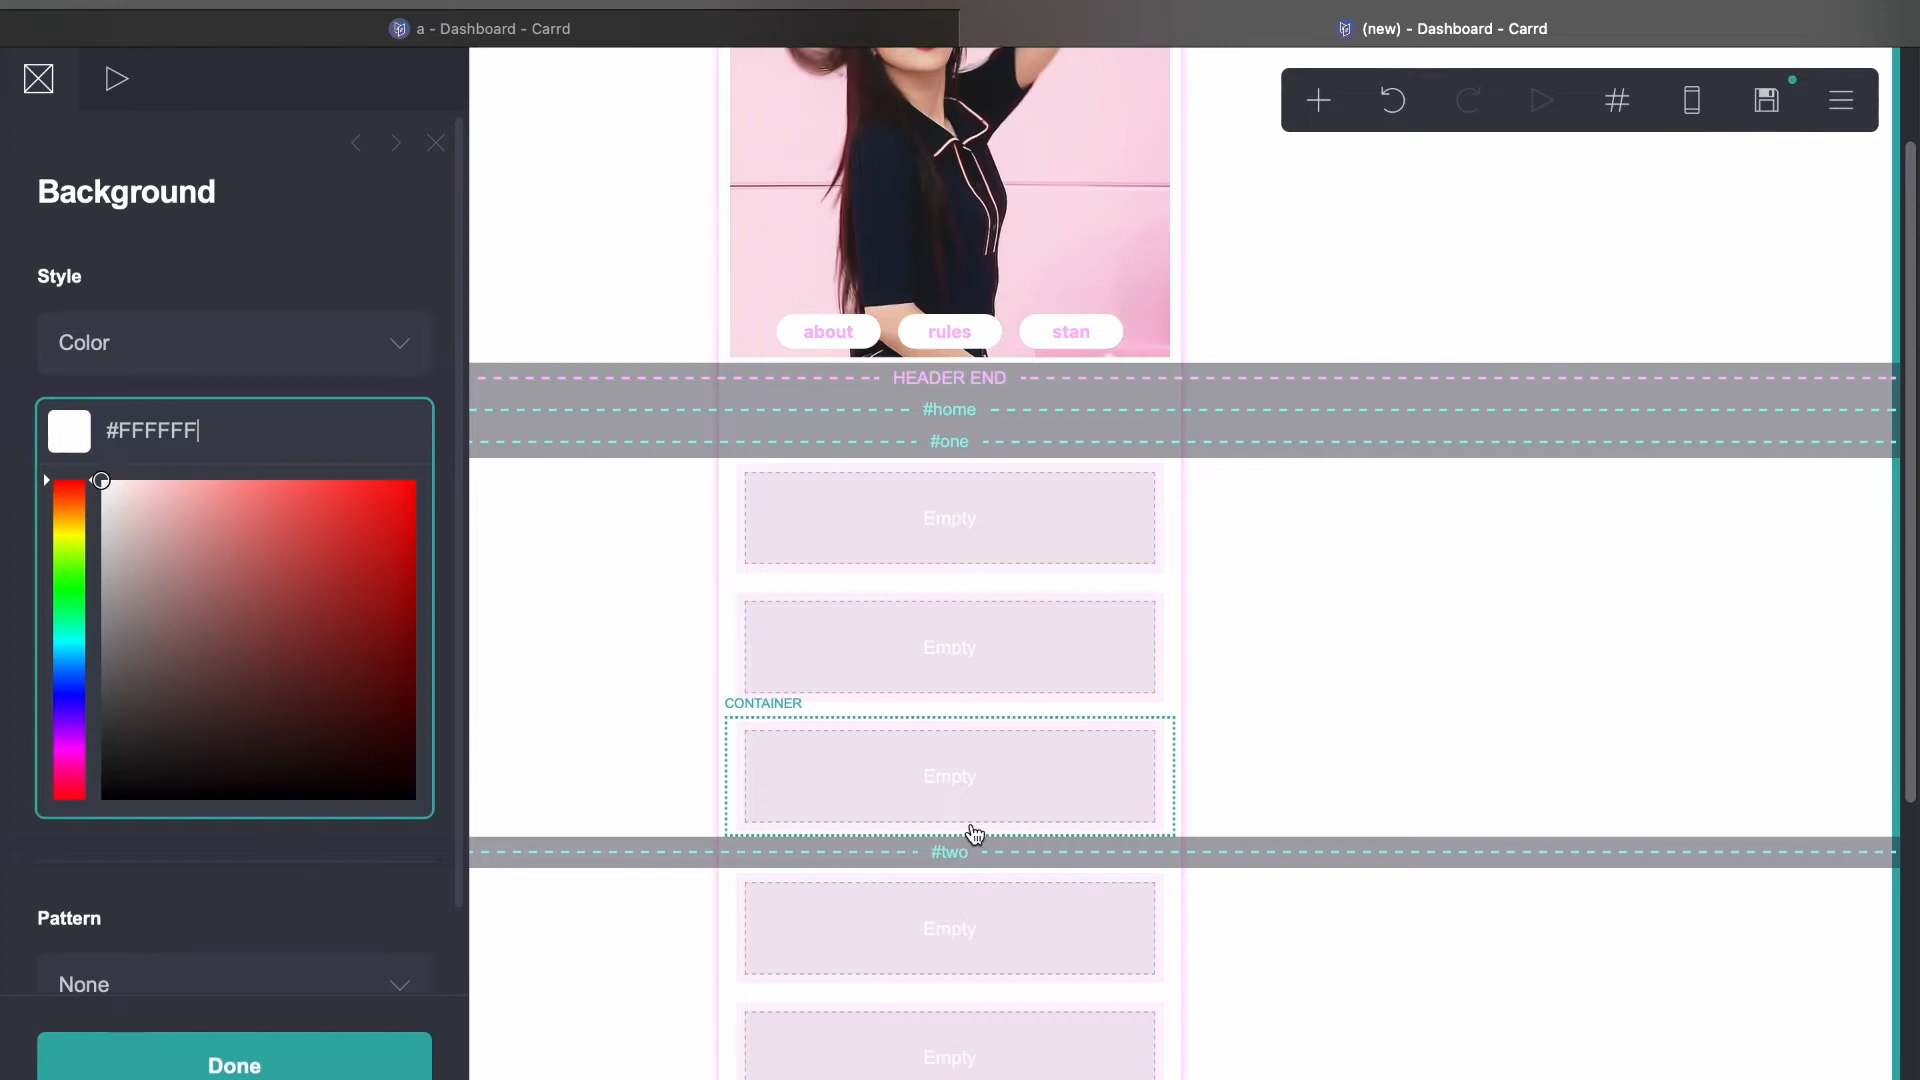 a - Dashboard - Carrd
(new) - Dashboard - Carrd
Background
Style
Color
#FFFFFF
Pattern
None
Done
about
rules
stan
HEADER END
#home
#one
Empty
Empty
CONTAINER
Empty
#two
Empty
Empty